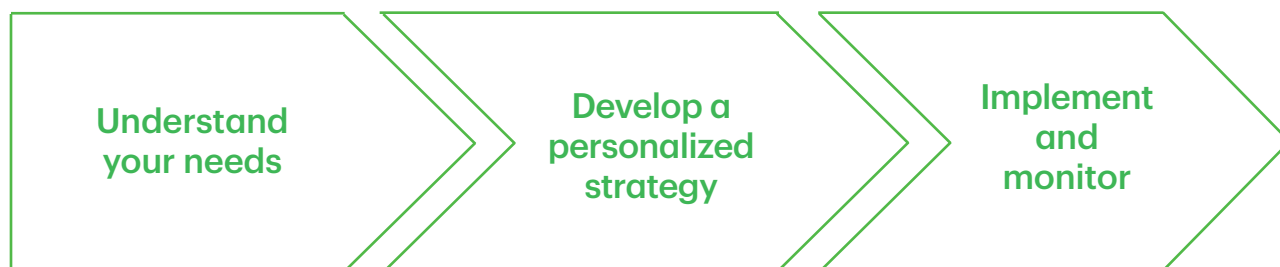 Understand
your needs
Develop a
personalized
strategy
Implement
and
monitor